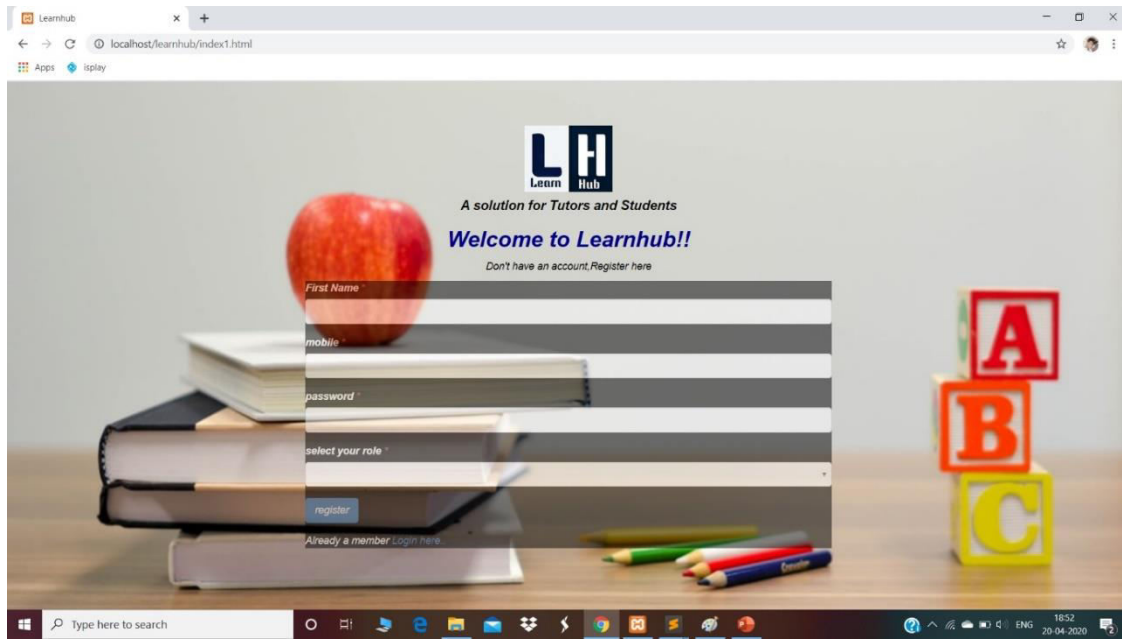 Learnhub
localhost/learnhub/index1.html
Apps isplay
L H
Learn Hub
A solution for Tutors and Students
Welcome to Learnhub!!
Don't have an account,Register here
First Name *
mobile *
password *
select your role *
register
Already a member Login here..
A
B
C
Type here to search
ENG
18:52
20-04-2020
2